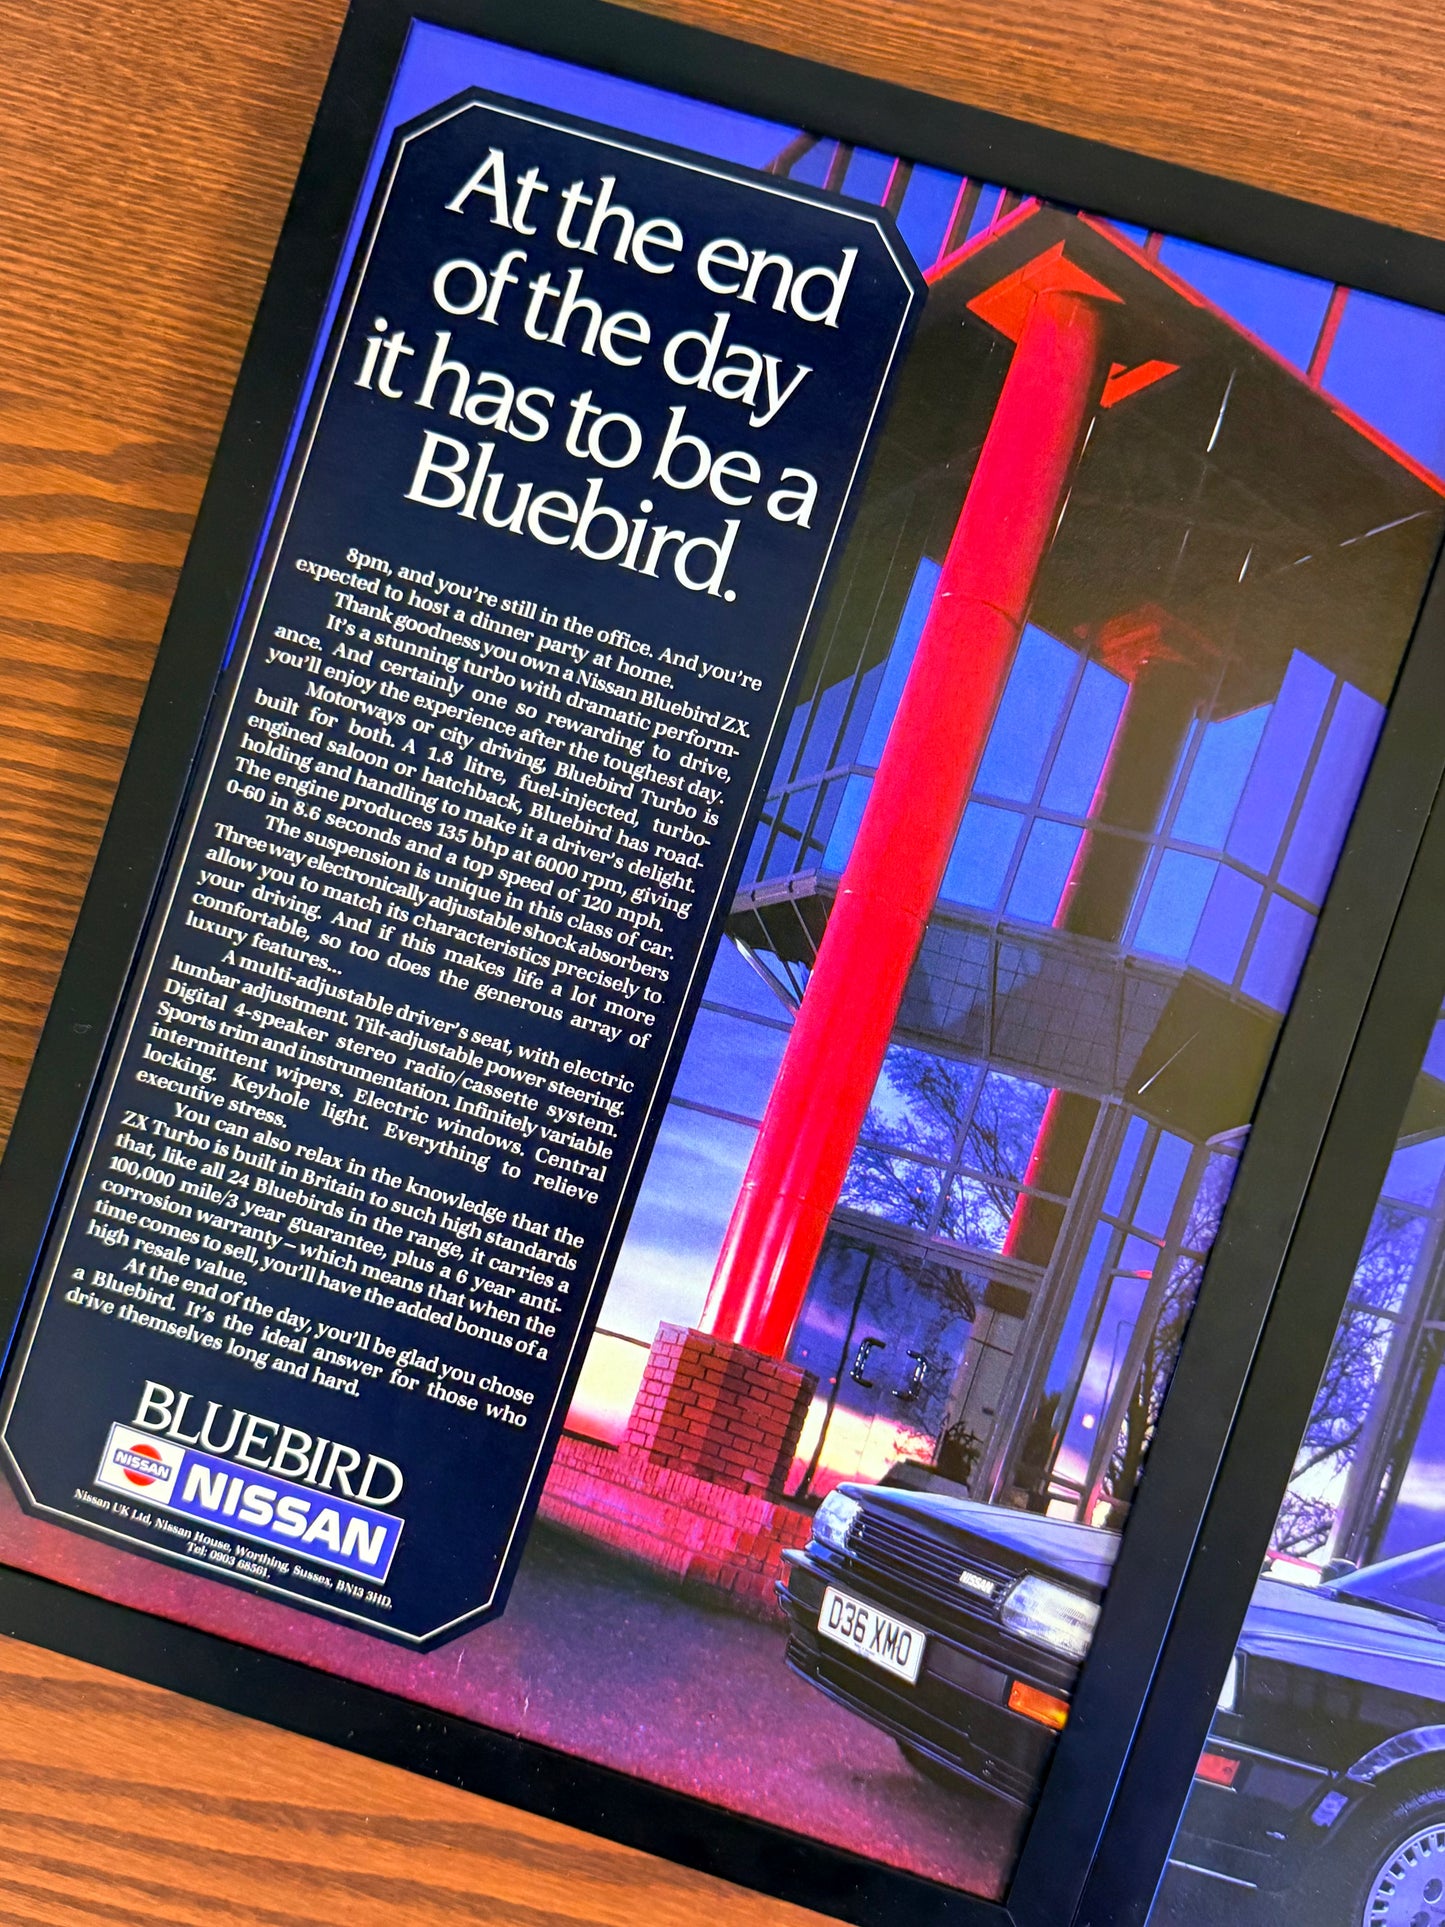 At the end
of the day
it has to be a
Bluebird.
8pm, and you're still in the office. And you're
expected to host a dinner party at home.
Thank goodness you own a Nissan Bluebird ZX.
It's a stunning turbo with dramatic perform-
ance. And certainly one so rewarding to drive,
you'll enjoy the experience after the toughest day.
Motorways or city driving, Bluebird Turbo is
built for both. A 1.8 litre, fuel-injected, turbo-
engined saloon or hatchback, Bluebird has road-
holding and handling to make it a driver's delight.
The engine produces 135 bhp at 6000 rpm, giving
0-60 in 8.6 seconds and a top speed of 120 mph.
The suspension is unique in this class of car.
Three way electronically adjustable shock absorbers
allow you to match its characteristics precisely to
your driving. And if this makes life a lot more
comfortable, so too does the generous array of
luxury features...
A multi-adjustable driver's seat, with electric
lumbar adjustment. Tilt-adjustable power steering.
Digital 4-speaker stereo radio/cassette system.
Sports trim and instrumentation. Infinitely variable
intermittent wipers. Electric windows. Central
locking. Keyhole light. Everything to relieve
executive stress.
You can also relax in the knowledge that the
ZX Turbo is built in Britain to such high standards
that, like all 24 Bluebirds in the range, it carries a
100,000 mile/3 year guarantee, plus a 6 year anti-
corrosion warranty – which means that when the
time comes to sell, you'll have the added bonus of a
high resale value.
At the end of the day, you'll be glad you chose
a Bluebird. It's the ideal answer for those who
drive themselves long and hard.
BLUEBIRD
NISSAN NISSAN
Nissan UK Ltd, Nissan House, Worthing, Sussex, BN13 3HD.
Tel: 0903 68561.
NISSAN
D36 XMO